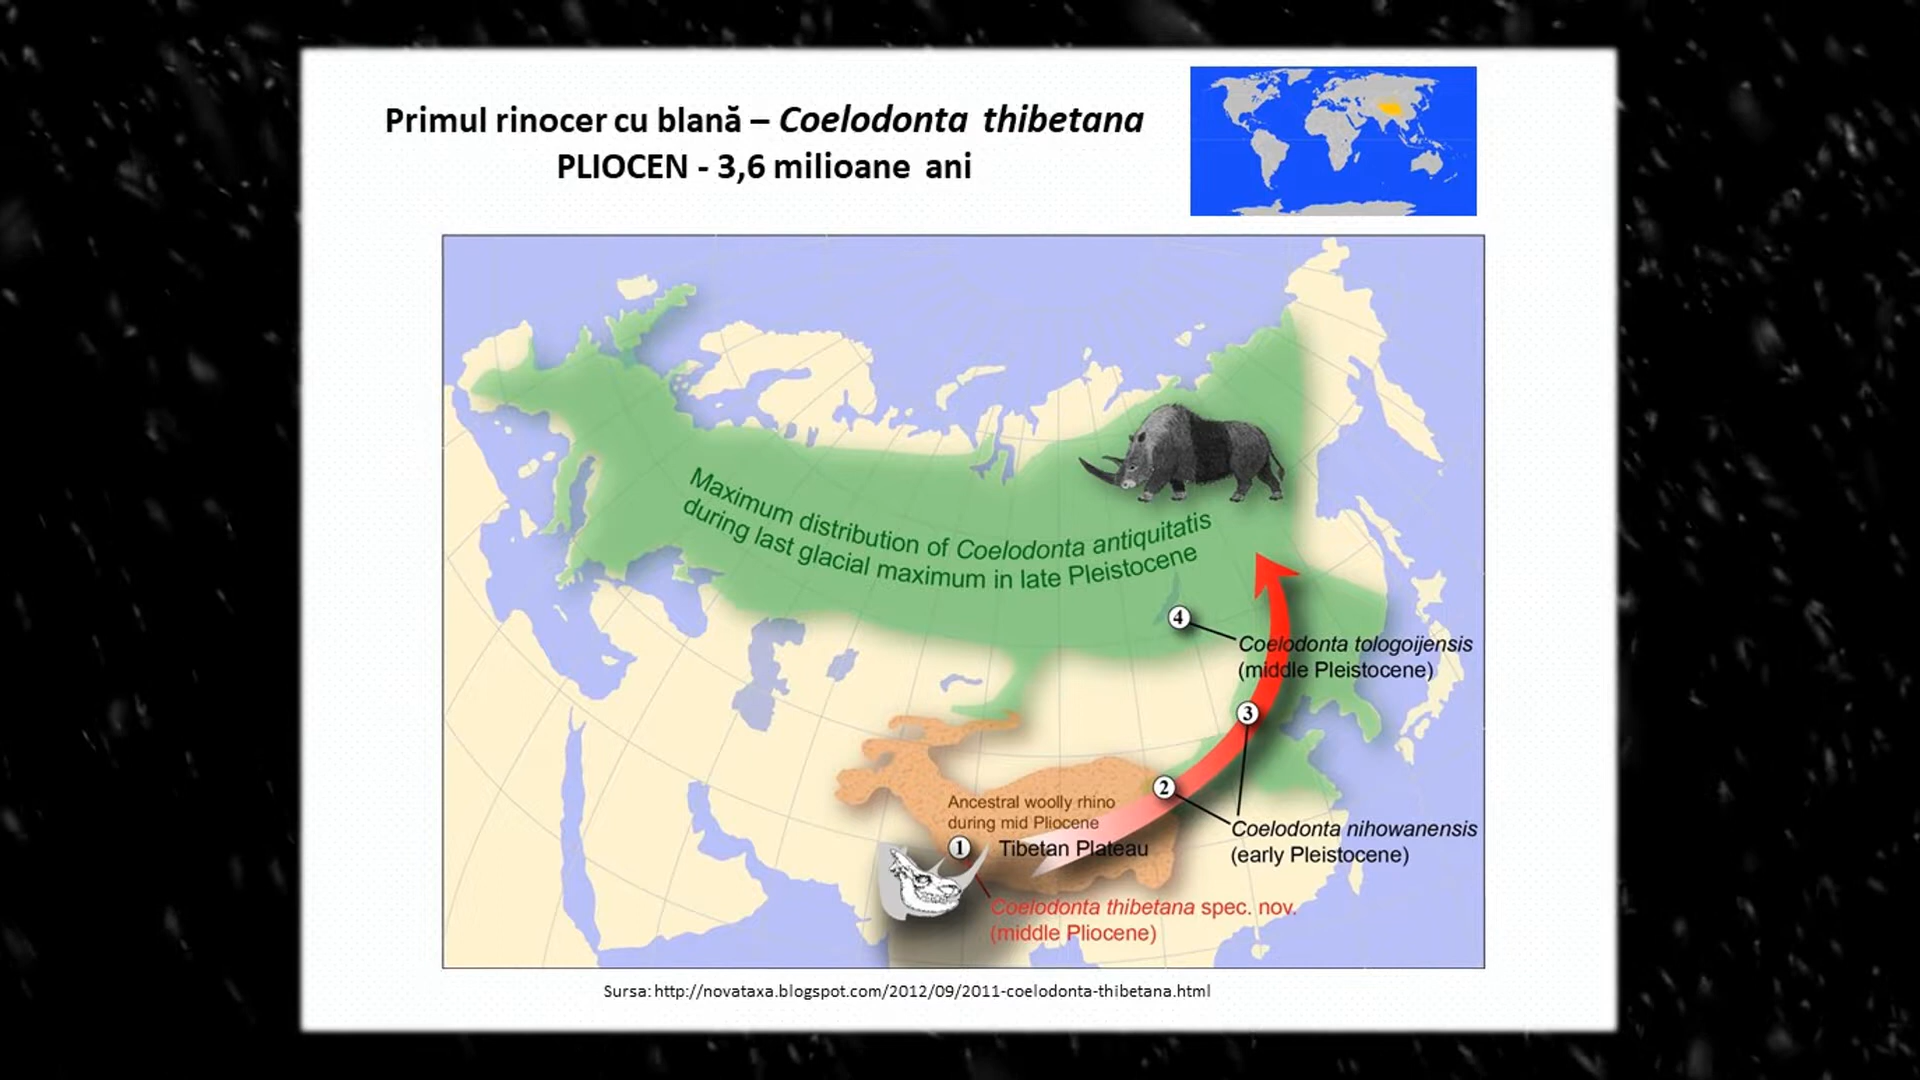 Primul rinocer cu blană – Coelodonta thibetana
PLIOCEN - 3,6 milioane ani
Maximum distribution of Coelodonta antiquitatis
during last glacial maximum in late Pleistocene
4
Coelodonta tologoijensis
(middle Pleistocene)
3
2
Ancestral woolly rhino
during mid Pliocene
1
Tibetan Plateau
Coelodonta nihowanensis
(early Pleistocene)
Coelodonta thibetana spec. nov.
(middle Pliocene)
Sursa: http://novataxa.blogspot.com/2012/09/2011-coelodonta-thibetana.html